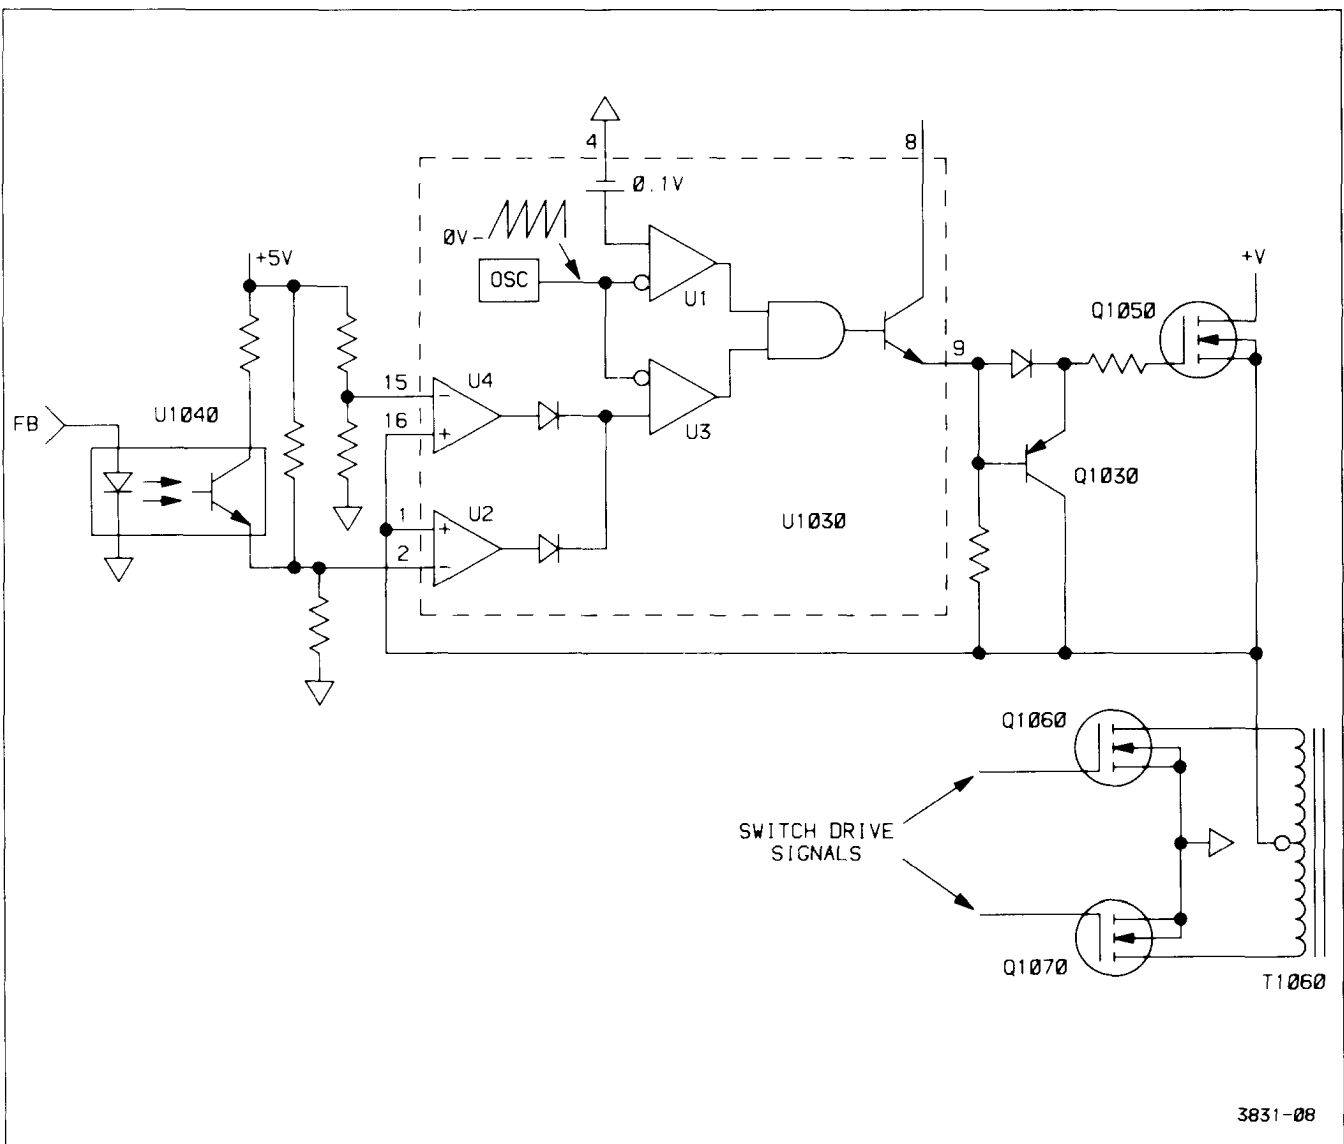 4
8
0.1V
0V-
+5V
OSC
U1
+V
Q1050
9
15
U4
16
U3
FB
U1040
Q1030
1
U2
2
U1030
Q1060
SWITCH DRIVE
SIGNALS
Q1070
T1060
3831-08